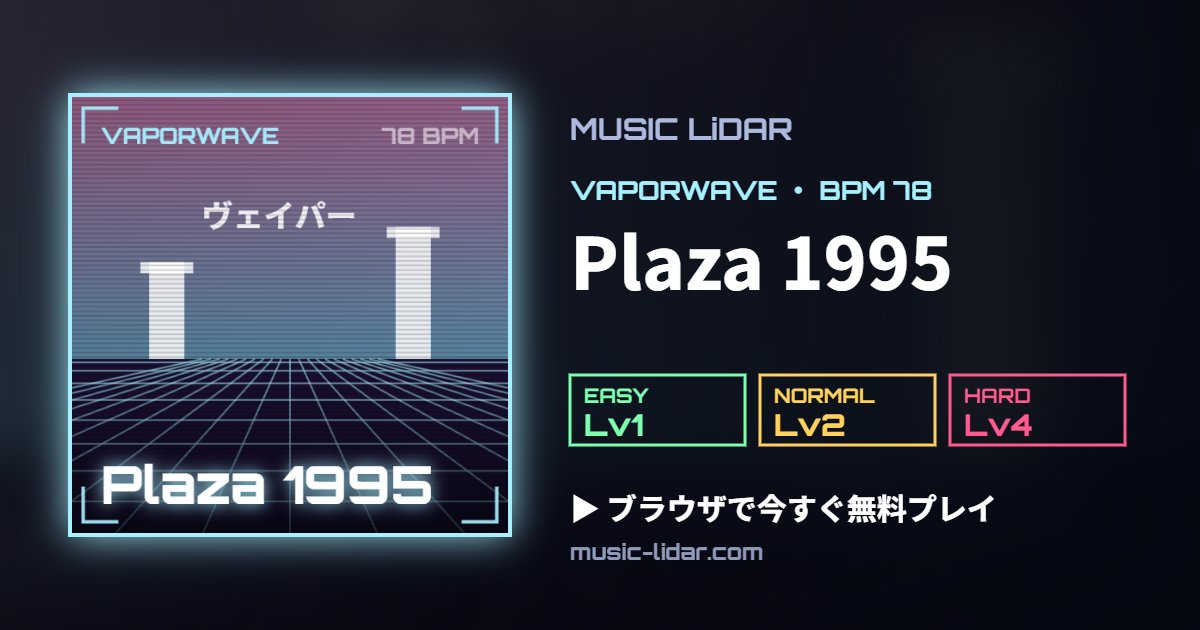 VAPORWAVE
78 BPM
ヴェイパー
Plaza 1995
MUSIC LiDAR
VAPORWAVE • BPM 78
Plaza 1995
EASY
Lv1
NORMAL
Lv2
HARD
Lv4
▶ ブラウザで今すぐ無料プレイ
music-lidar.com